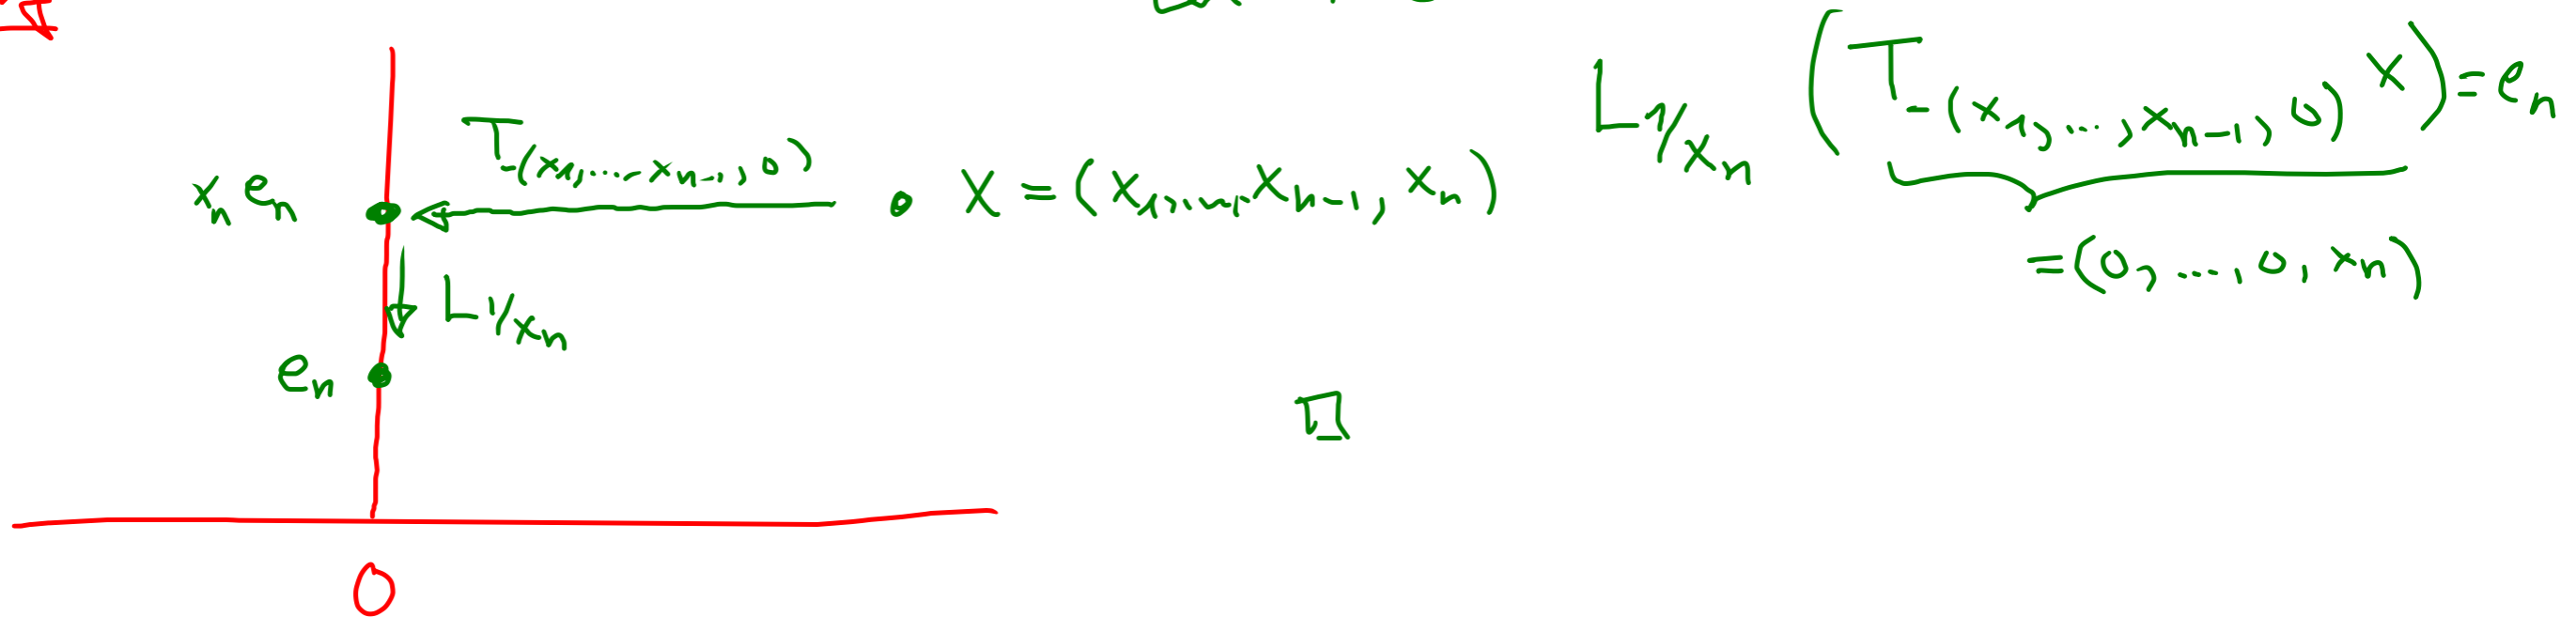 L_{1/x_n} (T_{-(x_1,...,x_{n-1},0)} x) = e_n
= (0, ..., 0, x_n)
T_{-(x_1,...,x_{n-1},0)}
x_n e_n
x = (x_1, ..., x_{n-1}, x_n)
L_{1/x_n}
e_n
0